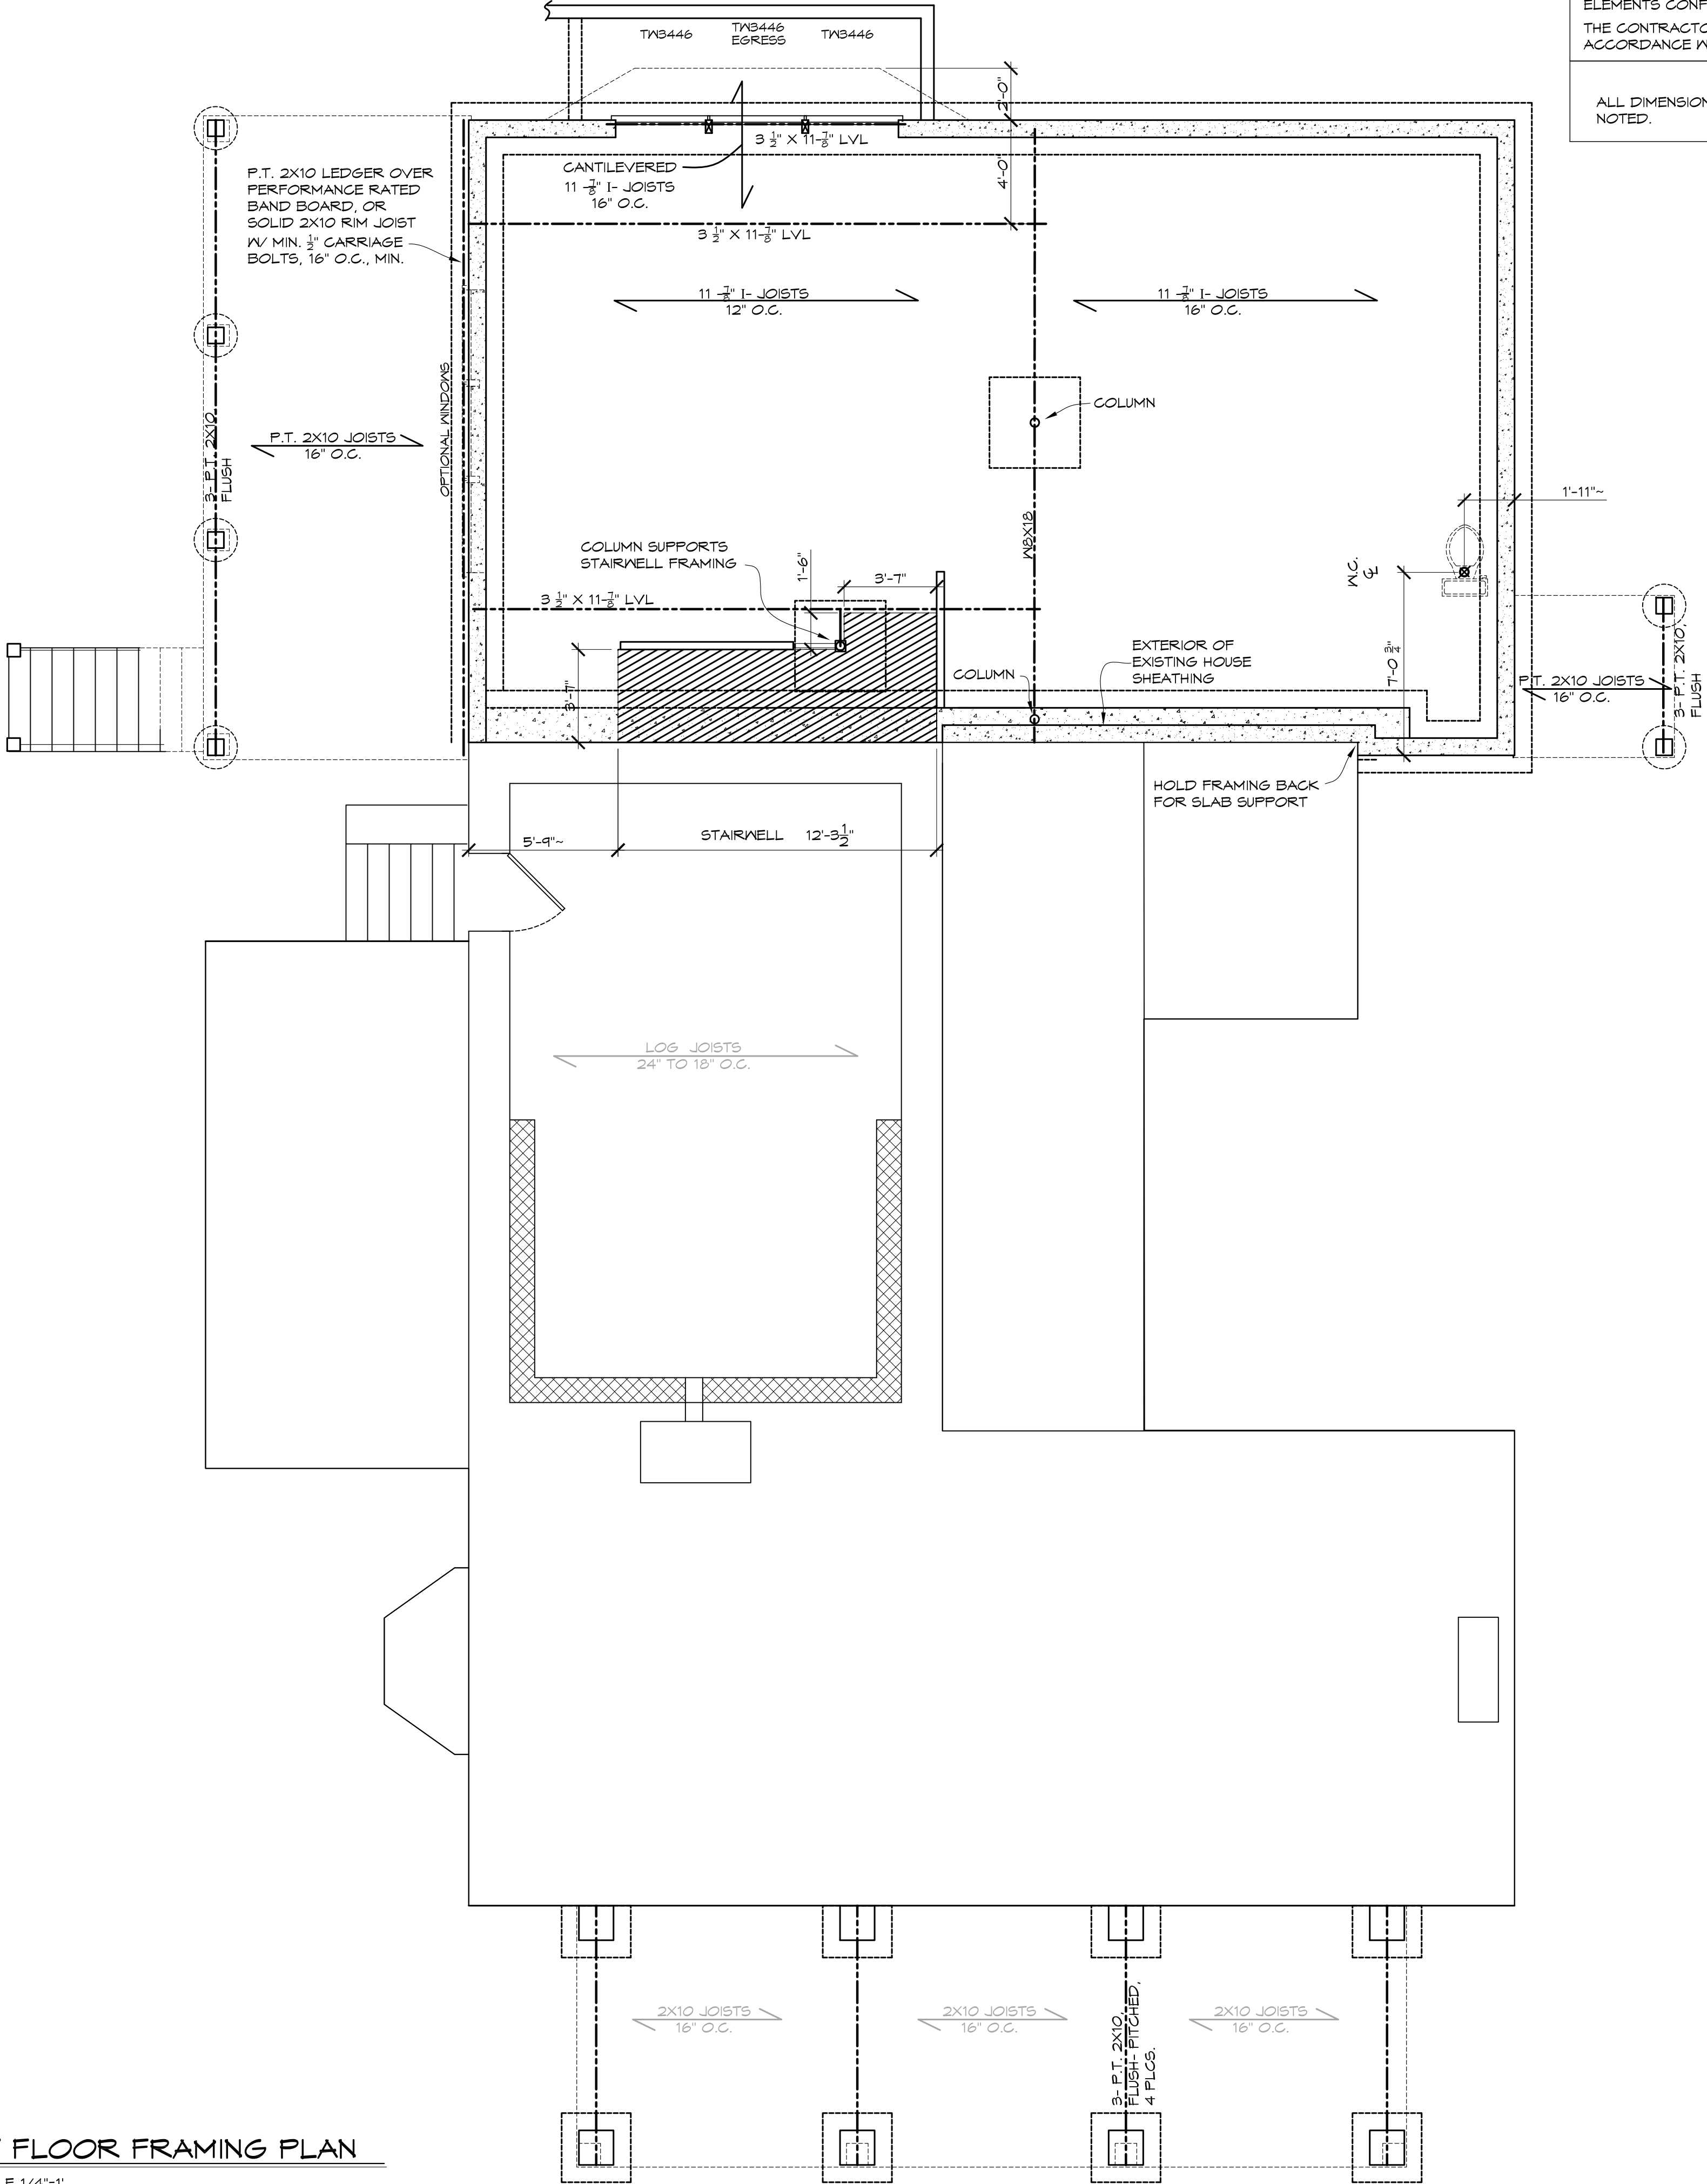 ELEMENTS CONF
THE CONTRACTO
ACCORDANCE W
ALL DIMENSION
NOTED.
TW3446
TW3446
EGRESS
TW3446
2'-0"
4'-0"
3 1/2" X 11-7/8" LVL
CANTILEVERED
11 -7/8" I- JOISTS
16" O.C.
P.T. 2X10 LEDGER OVER
PERFORMANCE RATED
BAND BOARD, OR
SOLID 2X10 RIM JOIST
W/ MIN. 1/2" CARRIAGE
BOLTS, 16" O.C., MIN.
3 1/2" X 11-7/8" LVL
11 -7/8" I- JOISTS
12" O.C.
11 -7/8" I- JOISTS
16" O.C.
OPTIONAL WINDOWS
COLUMN
3- P.T. 2X10
FLUSH
P.T. 2X10 JOISTS
16" O.C.
W8X18
1'-11"~
COLUMN SUPPORTS
STAIRWELL FRAMING
1'-6"
3'-7"
W.C.
℄
3 1/2" X 11-7/8" LVL
7'-0 3/4"
EXTERIOR OF
EXISTING HOUSE
SHEATHING
COLUMN
3'-7"
P.T. 2X10 JOISTS
16" O.C.
3- P.T. 2X10,
FLUSH
HOLD FRAMING BACK
FOR SLAB SUPPORT
5'-9"~
STAIRWELL 12'-3 1/2"
LOG JOISTS
24" TO 18" O.C.
2X10 JOISTS
16" O.C.
2X10 JOISTS
16" O.C.
2X10 JOISTS
16" O.C.
3- P.T. 2X10,
FLUSH- PITCHED,
4 PLCS.
FLOOR FRAMING PLAN
E 1/4"-1'